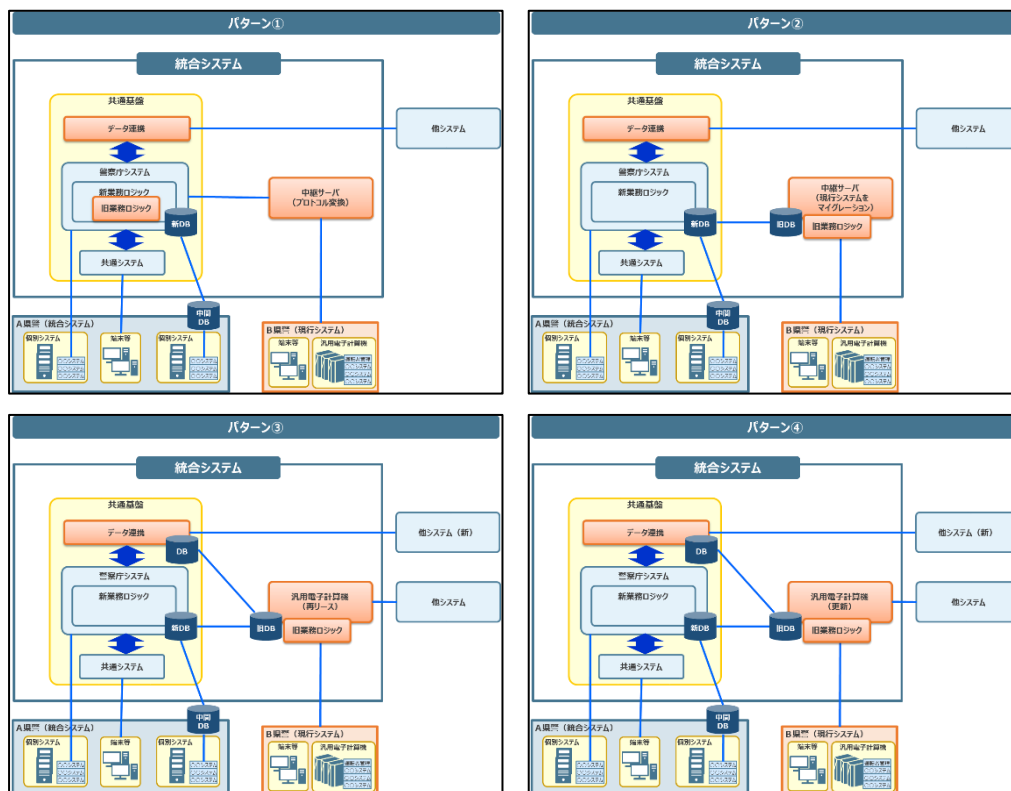 パターン①
統合システム
共通基盤
データ連携
他システム
警察庁システム
新業務ロジック
旧業務ロジック
新DB
中継サーバ
(プロトコル変換)
共通システム
中間
DB
A県警(統合システム)
個別システム
端末等
個別システム
B県警(現行システム)
端末等
汎用電子計算機
パターン②
統合システム
共通基盤
データ連携
他システム
警察庁システム
新業務ロジック
新DB
旧DB
中継サーバ
(現行システムを
マイグレーション)
旧業務ロジック
共通システム
中間
DB
A県警(統合システム)
個別システム
端末等
個別システム
B県警(現行システム)
端末等
汎用電子計算機
パターン③
統合システム
共通基盤
データ連携
DB
他システム(新)
警察庁システム
新業務ロジック
新DB
旧DB
汎用電子計算機
(再リース)
旧業務ロジック
他システム
共通システム
中間
DB
A県警(統合システム)
個別システム
端末等
個別システム
B県警(現行システム)
端末等
汎用電子計算機
パターン④
統合システム
共通基盤
データ連携
DB
他システム(新)
警察庁システム
新業務ロジック
新DB
旧DB
汎用電子計算機
(更新)
旧業務ロジック
他システム
共通システム
中間
DB
A県警(統合システム)
個別システム
端末等
個別システム
B県警(現行システム)
端末等
汎用電子計算機